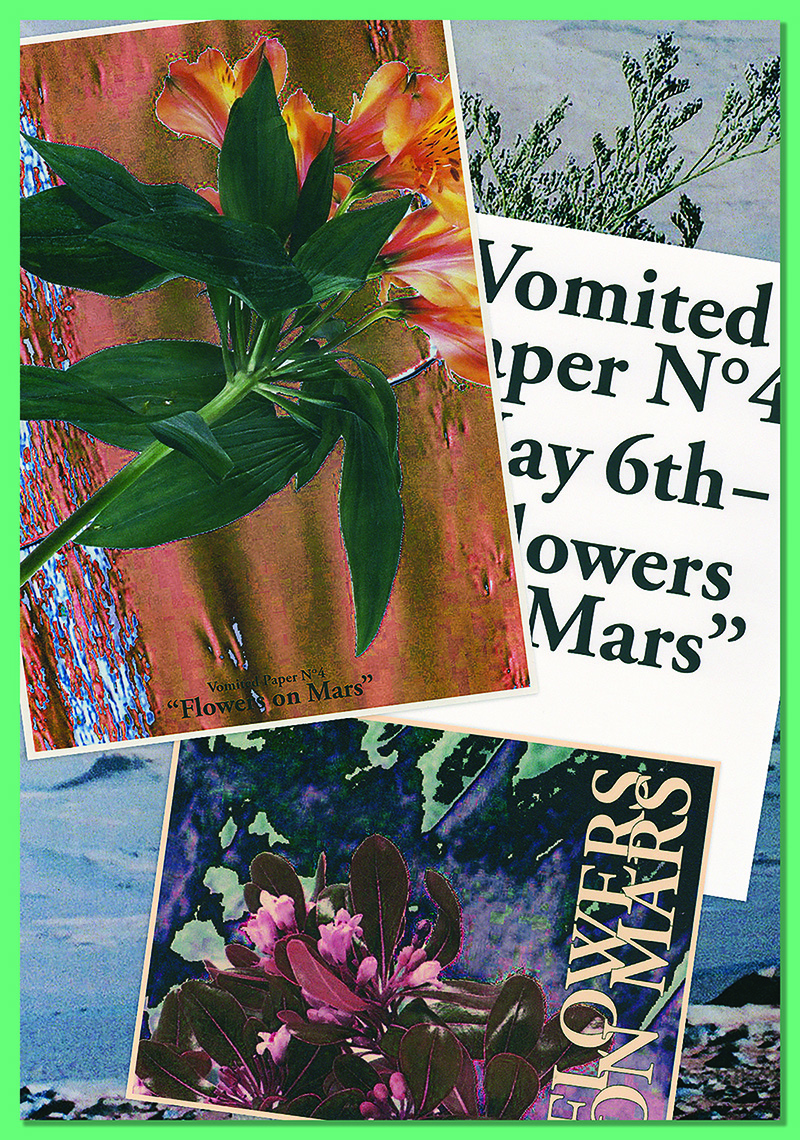 Vomited
aper N°4
ay 6th–
lowers
Mars”
Vomited Paper N°4
“Flowers on Mars”
FLOWERS
ON MARS